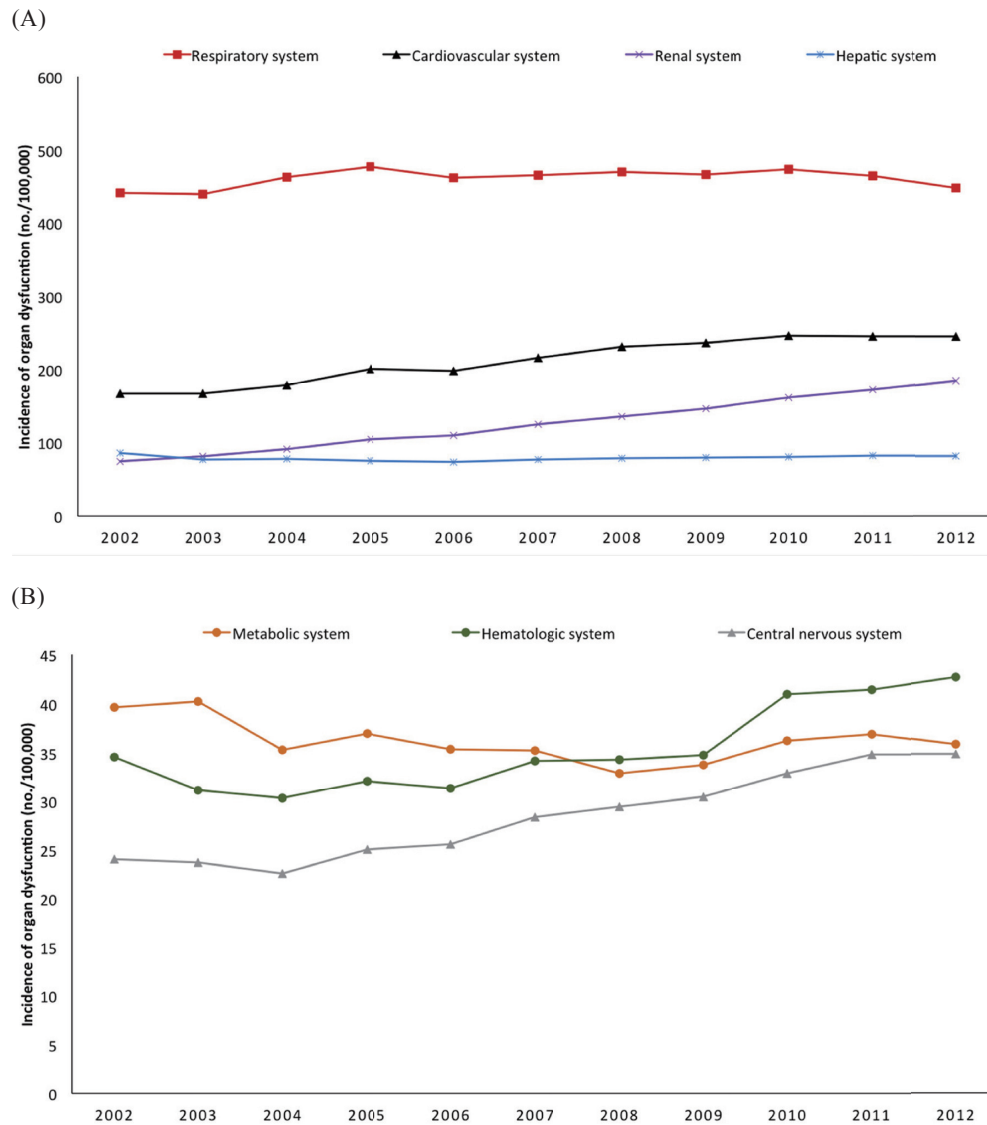 (A)
Respiratory system Cardiovascular system Renal system Hepatic system
600
500
400
300
200
100
0
Incidence of organ dysfucntion (no./100,000)
2002 2003 2004 2005 2006 2007 2008 2009 2010 2011 2012
(B)
Metabolic system Hematologic system Central nervous system
45
40
35
30
25
20
15
10
5
0
Incidence of organ dysfucntion (no./100,000)
2002 2003 2004 2005 2006 2007 2008 2009 2010 2011 2012